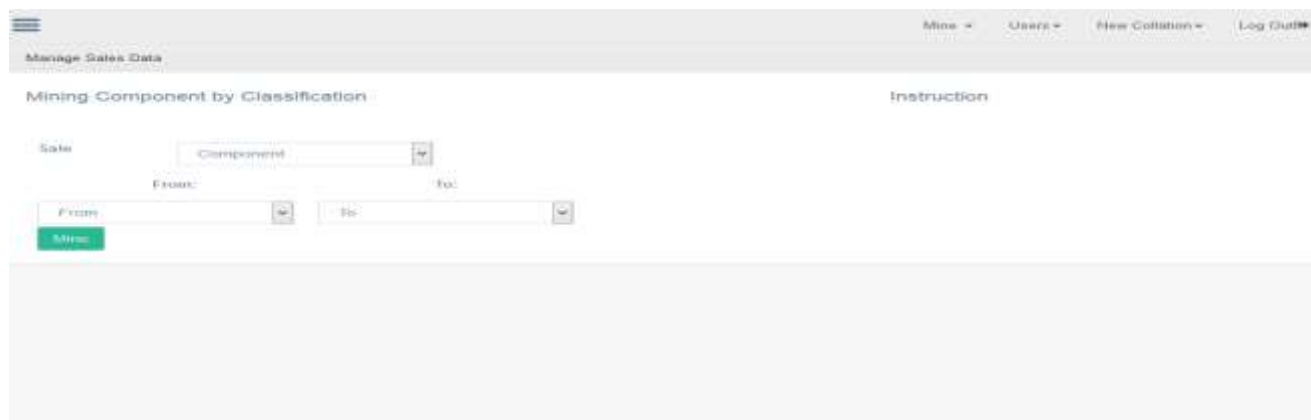 Mine Users New Collation Log Out
Manage Sales Data
Mining Component by Classification
Instruction
Sale Component
From: To:
From To
Mine